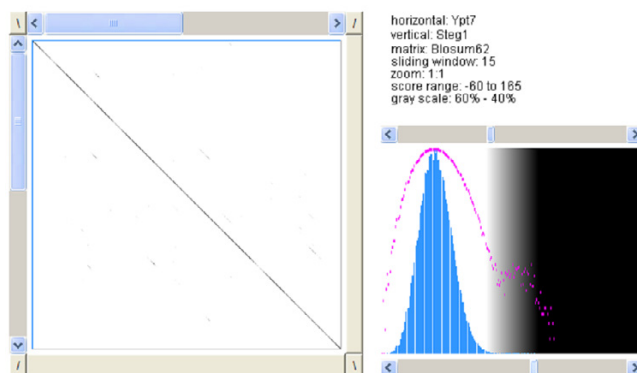 horizontal: Ypt7
vertical: Steg1
matrix: Blosum62
sliding window: 15
zoom: 1:1
score range: -60 to 165
gray scale: 60% - 40%